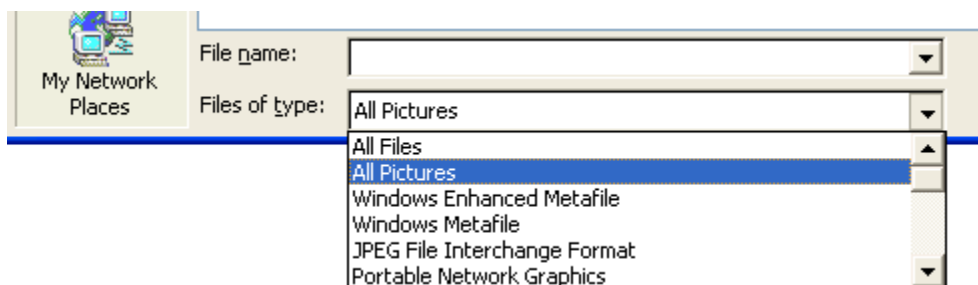 My Network
Places
File name:
Files of type:
All Pictures
All Files
All Pictures
Windows Enhanced Metafile
Windows Metafile
JPEG File Interchange Format
Portable Network Graphics